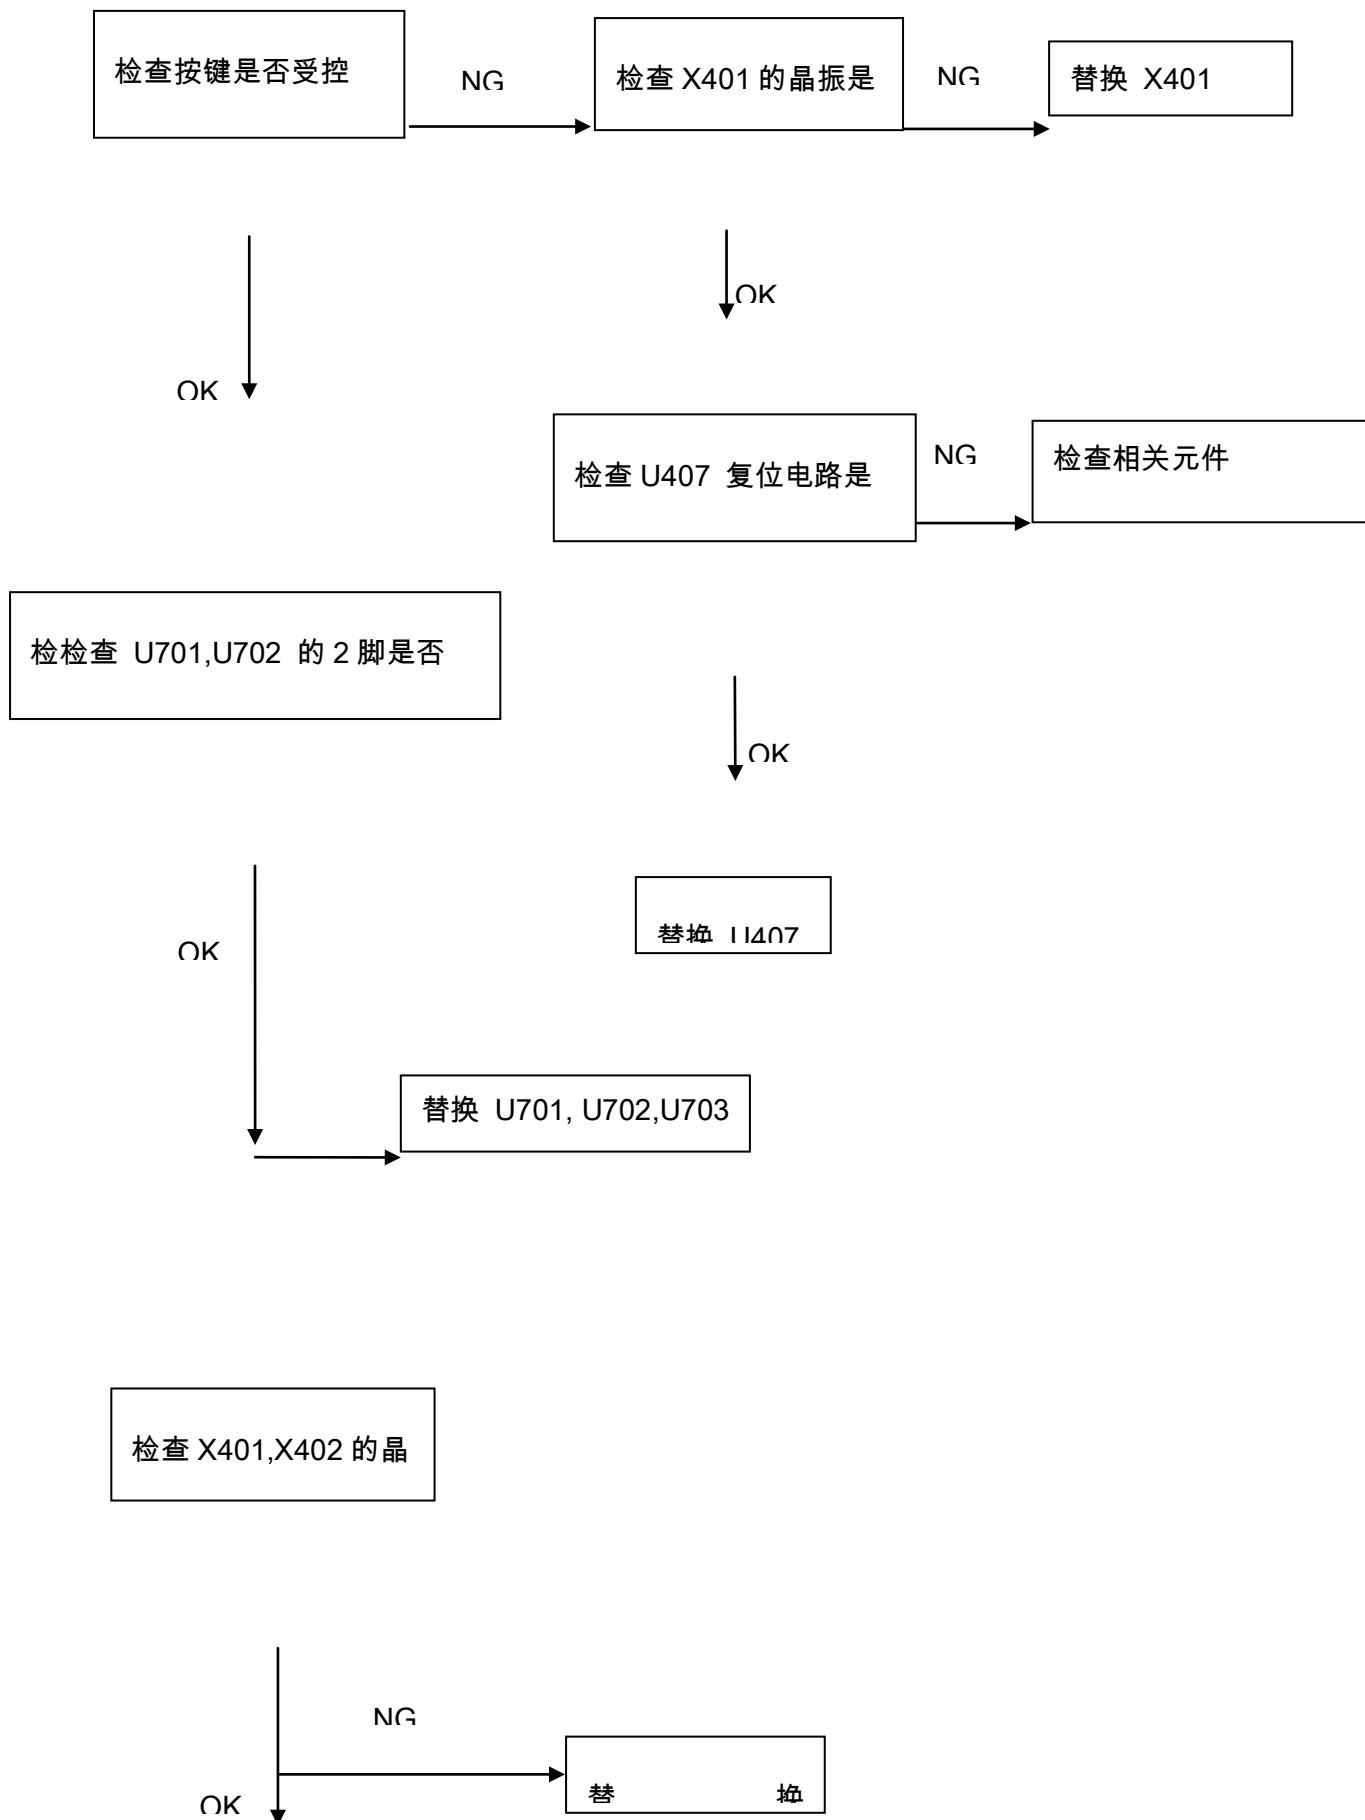 检查按键是否受控
NG
检查 X401 的晶振是
NG
替换 X401
OK
OK
检查 U407 复位电路是
NG
检查相关元件
检检查 U701,U702 的 2 脚是否
OK
替换 U407
OK
替换 U701, U702,U703
检查 X401,X402 的晶
NG
替 换
OK